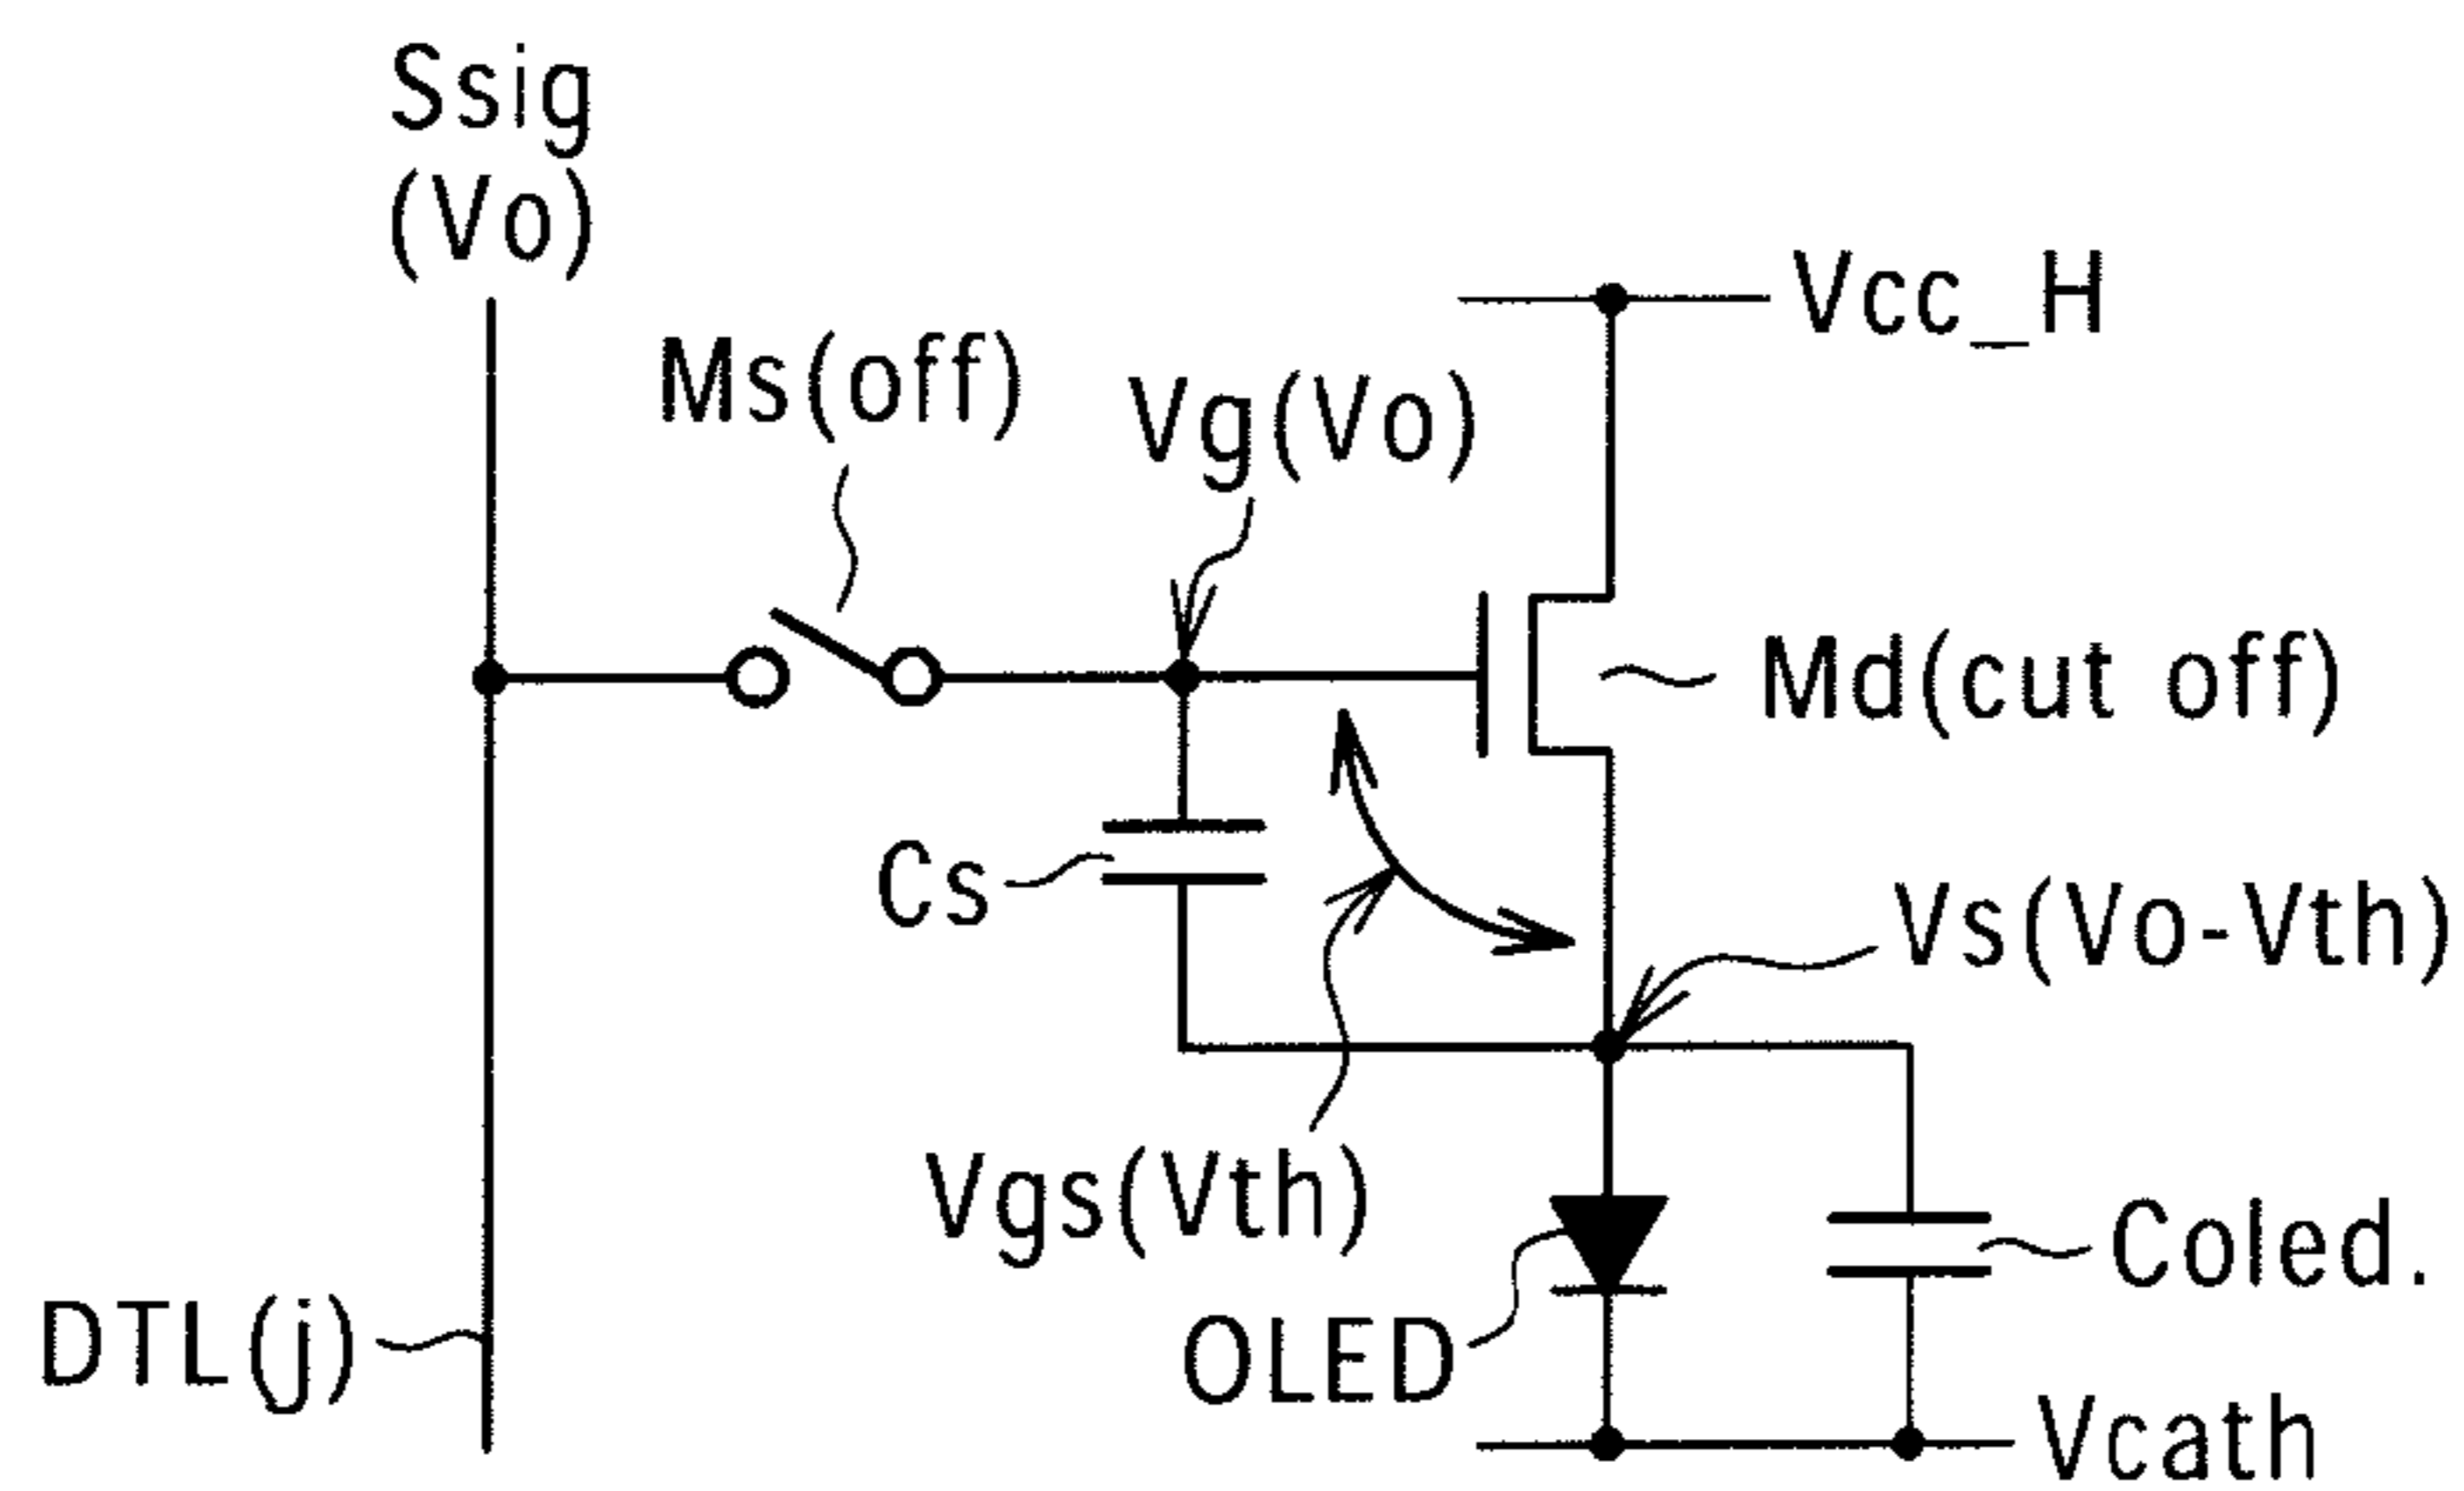 Ssig
(Vo)
Vcc_H
Ms(off)
Vg(Vo)
Md(cut off)
Cs
Vs(Vo-Vth)
Vgs(Vth)
Coled.
DTL(j)
OLED
Vcath